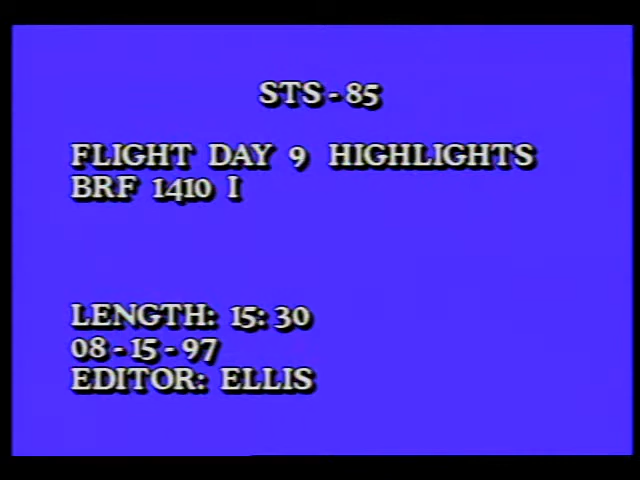 STS - 85
FLIGHT DAY 9 HIGHLIGHTS
BRF 1410 I
LENGTH: 15: 30
08 - 15 - 97
EDITOR: ELLIS